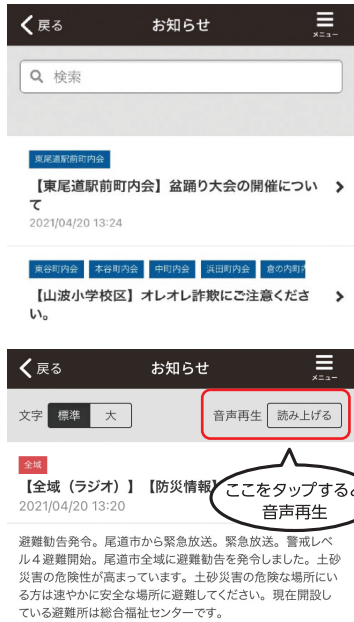 戻る お知らせ メニュー
検索
東尾道駅前町内会
【東尾道駅前町内会】盆踊り大会の開催につい
て
2021/04/20 13:24
東谷町内会 本谷町内会 中町内会 浜田町内会 倉の内町
【山波小学校区】オレオレ詐欺にご注意くださ
い。
戻る お知らせ メニュー
文字 標準 大 音声再生 読み上げる
全域
【全域（ラジオ）】【防災情報】
ここをタップすると
音声再生
2021/04/20 13:20
避難勧告発令。尾道市から緊急放送。緊急放送。警戒レベ
ル４避難開始。尾道市全域に避難勧告を発令しました。土砂
災害の危険性が高まっています。土砂災害の危険な場所にい
る方は速やかに安全な場所に避難してください。現在開設し
ている避難所は総合福祉センターです。